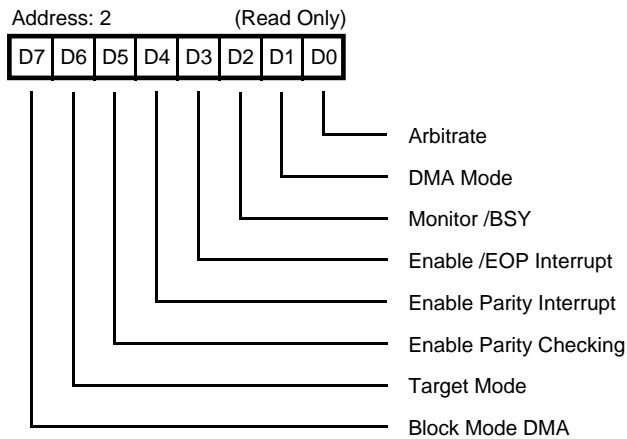 Address: 2 (Read Only)
D7 D6 D5 D4 D3 D2 D1 D0
Arbitrate
DMA Mode
Monitor /BSY
Enable /EOP Interrupt
Enable Parity Interrupt
Enable Parity Checking
Target Mode
Block Mode DMA